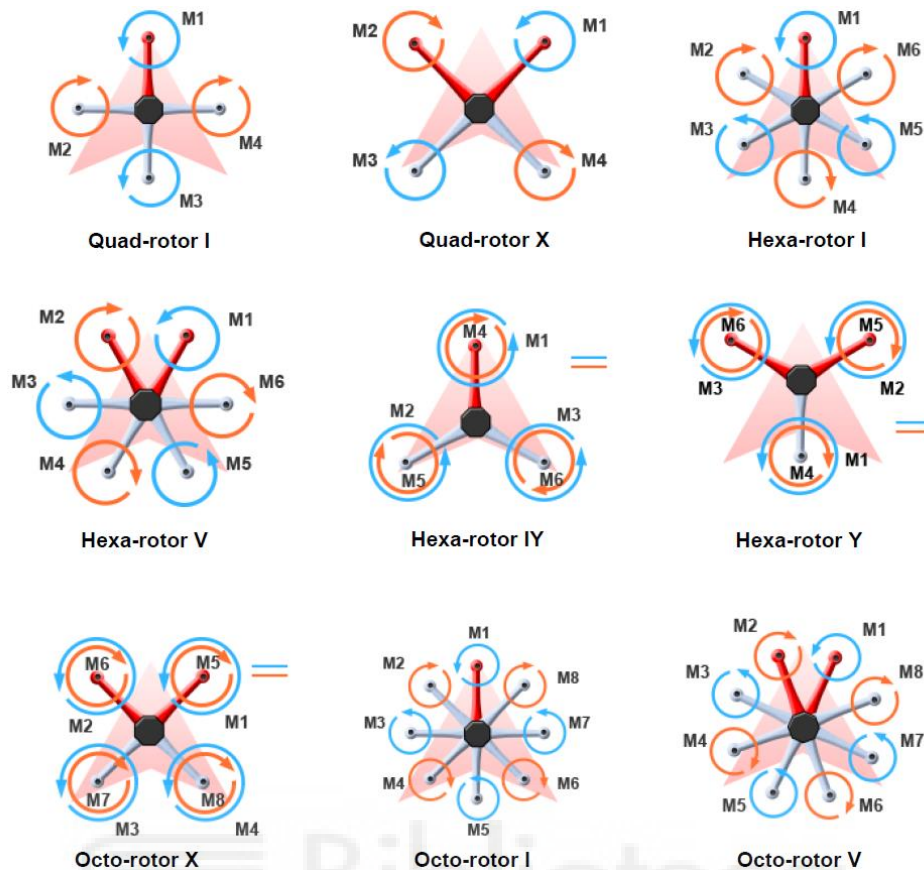 M1
M2
M4
M3
Quad-rotor I
M2
M1
M3
M4
Quad-rotor X
M1
M2
M6
M3
M5
M4
Hexa-rotor I
M2
M1
M3
M6
M4
M5
Hexa-rotor V
M4
M1
M2
M3
M5
M6
Hexa-rotor IY
M6
M5
M3
M2
M4
M1
Hexa-rotor Y
M6
M5
M2
M1
M7
M8
M3
M4
Octo-rotor X
M1
M2
M8
M3
M7
M4
M6
M5
Octo-rotor I
M2
M1
M3
M8
M4
M7
M5
M6
Octo-rotor V